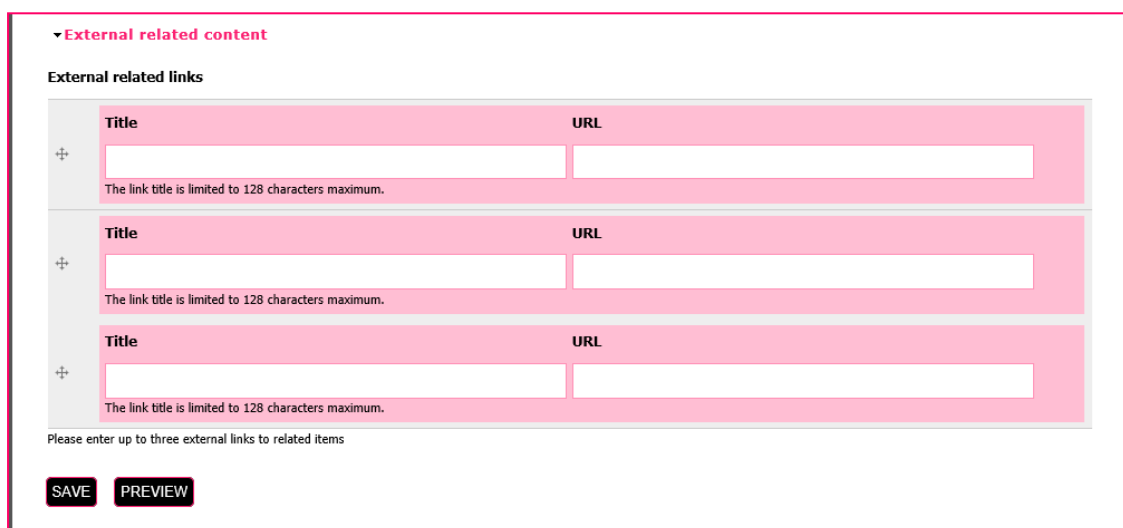 External related content
External related links
Title URL
The link title is limited to 128 characters maximum.
Title URL
The link title is limited to 128 characters maximum.
Title URL
The link title is limited to 128 characters maximum.
Please enter up to three external links to related items
SAVE PREVIEW